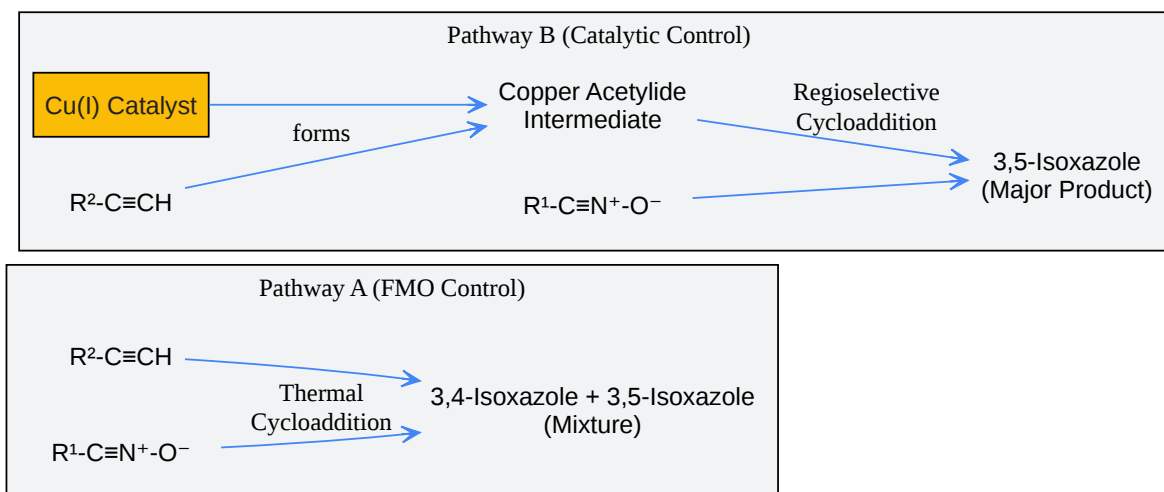 Pathway B (Catalytic Control)
Cu(I) Catalyst
forms
R²-C≡CH
Copper Acetylide
Intermediate
R¹-C≡N⁺-O⁻
Regioselective
Cycloaddition
3,5-Isoxazole
(Major Product)
Pathway A (FMO Control)
R²-C≡CH
R¹-C≡N⁺-O⁻
Thermal
Cycloaddition
3,4-Isoxazole + 3,5-Isoxazole
(Mixture)